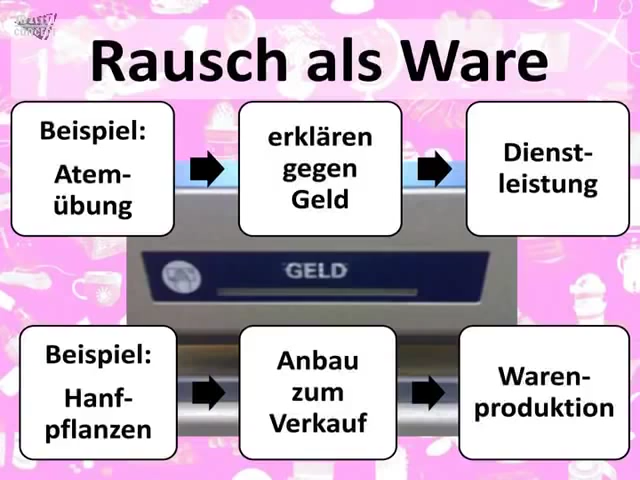 Rausch als Ware
Beispiel:
Atem-
übung
erklären
gegen
Geld
Dienst-
leistung
GELD
Beispiel:
Hanf-
pflanzen
Anbau
zum
Verkauf
Waren-
produktion